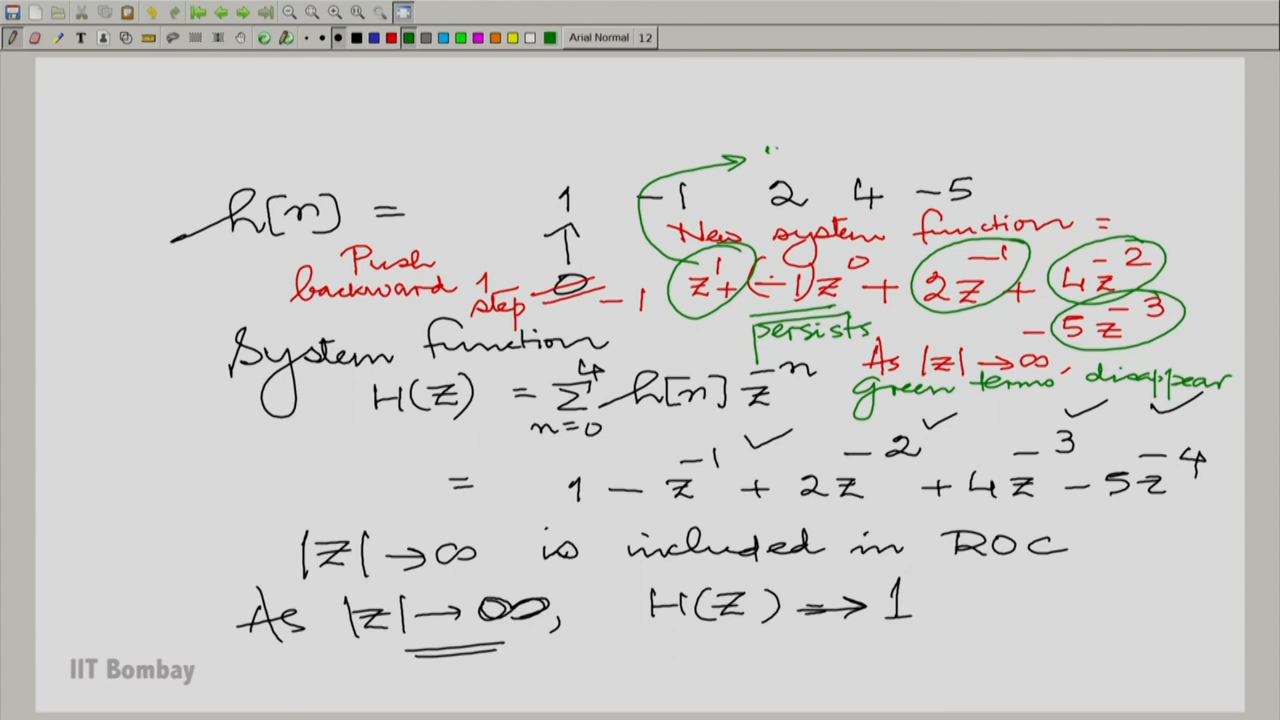 Arial Normal 12
h[n] = 1 -1 2 4 -5
↑
0
Push backward 1 step -1
New system function =
z¹ + (-1)z⁰ + 2z⁻¹ + 4z⁻²
- 5z⁻³
persists
As |z| → ∞,
green terms disappear
System function
H(Z) = Σ_{n=0}^{4} h[n] z⁻ⁿ
= 1 - z⁻¹ + 2z⁻² + 4z⁻³ - 5z⁻⁴
|Z| → ∞ is included in ROC
As |z| → ∞, H(Z) → 1
IIT Bombay